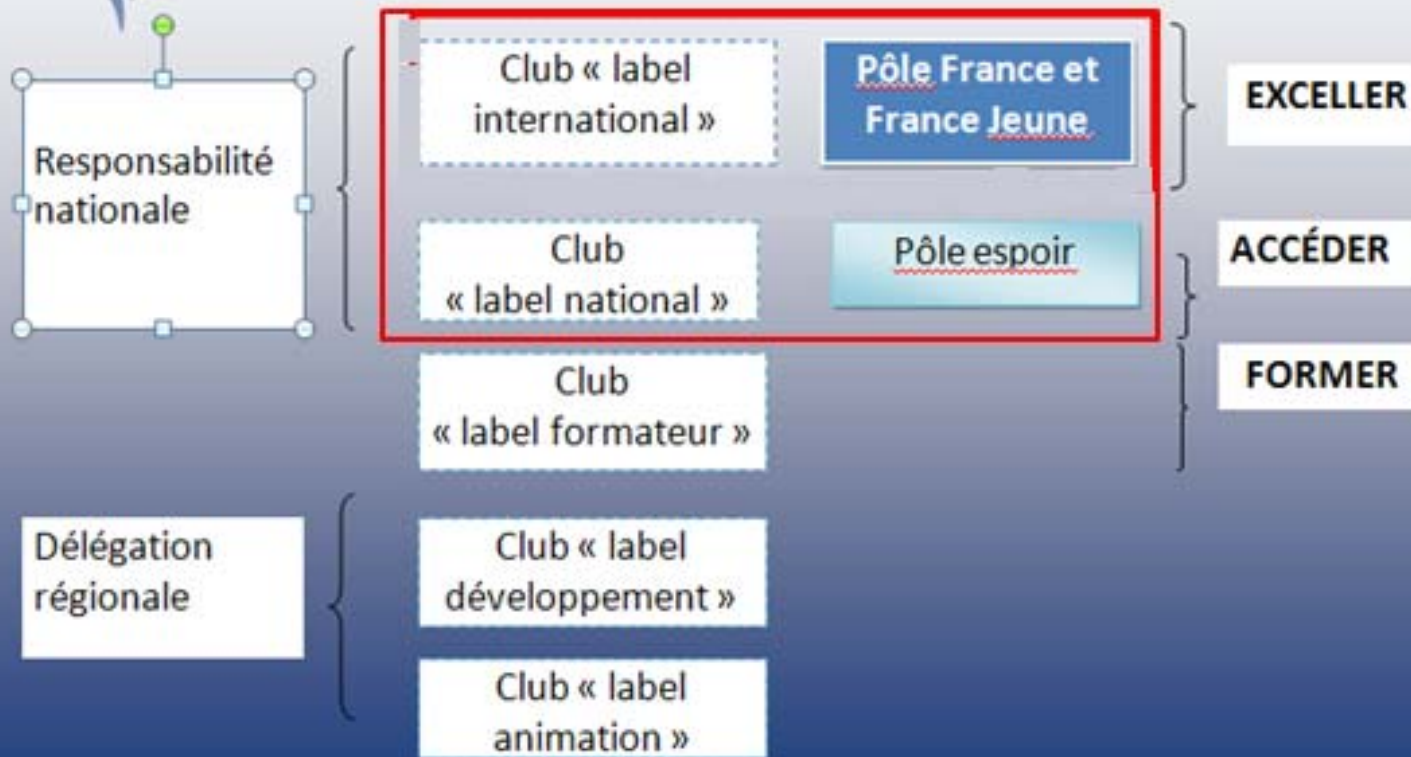 Responsabilité
nationale
Club « label
international »
Pôle France et
France Jeune
EXCELLER
Club
« label national »
Pôle espoir
ACCÉDER
Club
« label formateur »
FORMER
Délégation
régionale
Club « label
développement »
Club « label
animation »